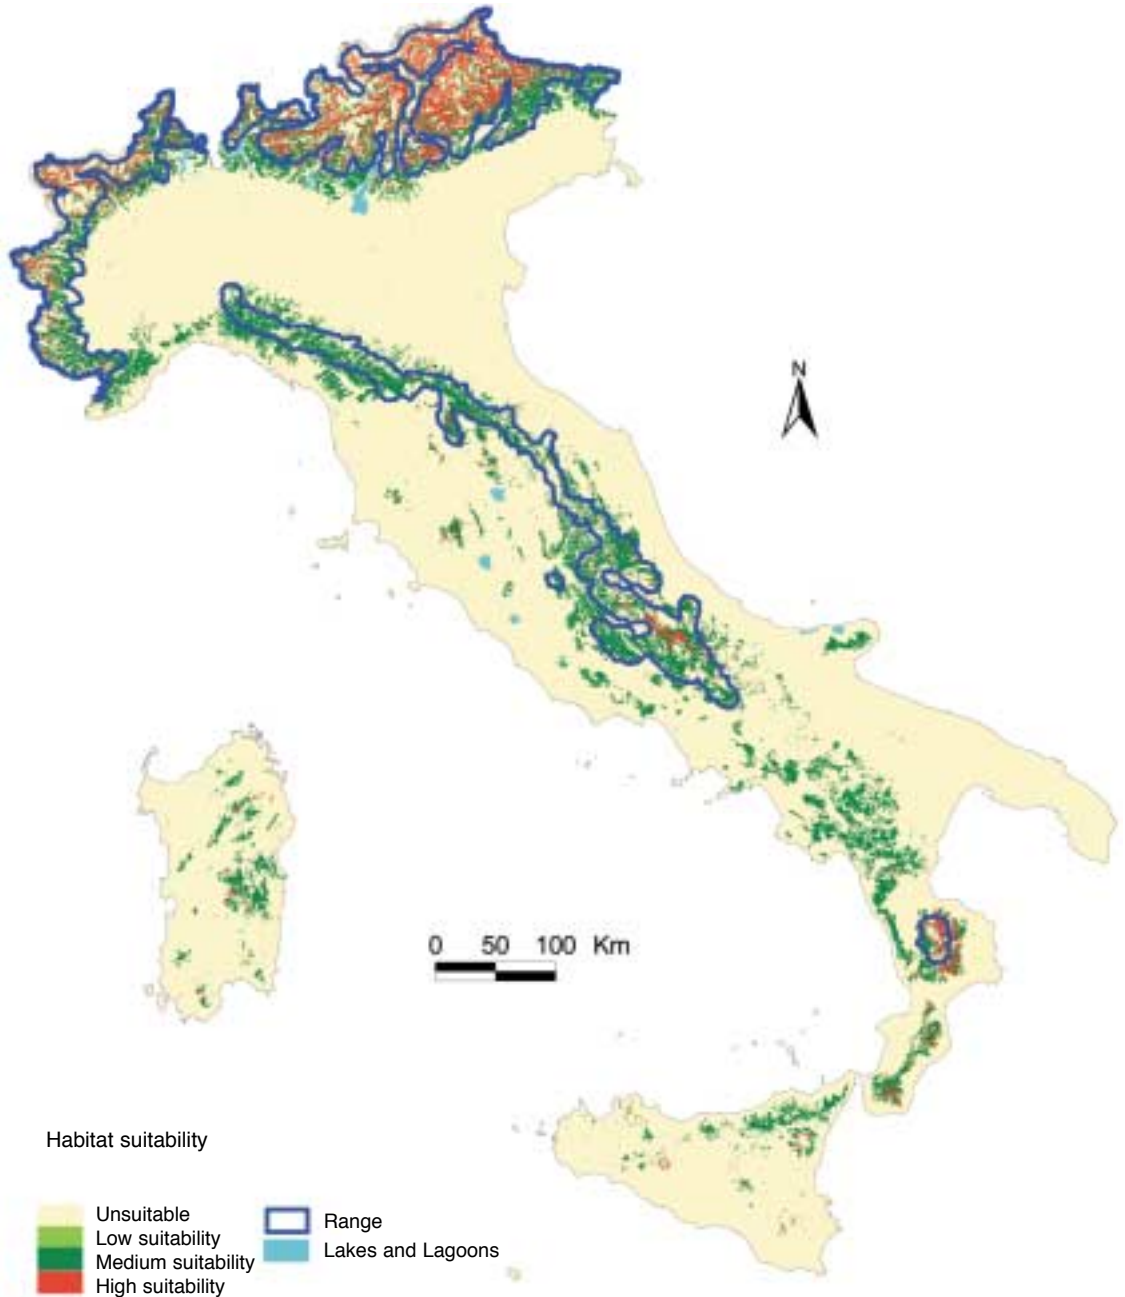 N
0 50 100 Km
Habitat suitability
Unsuitable
Low suitability
Medium suitability
High suitability
Range
Lakes and Lagoons